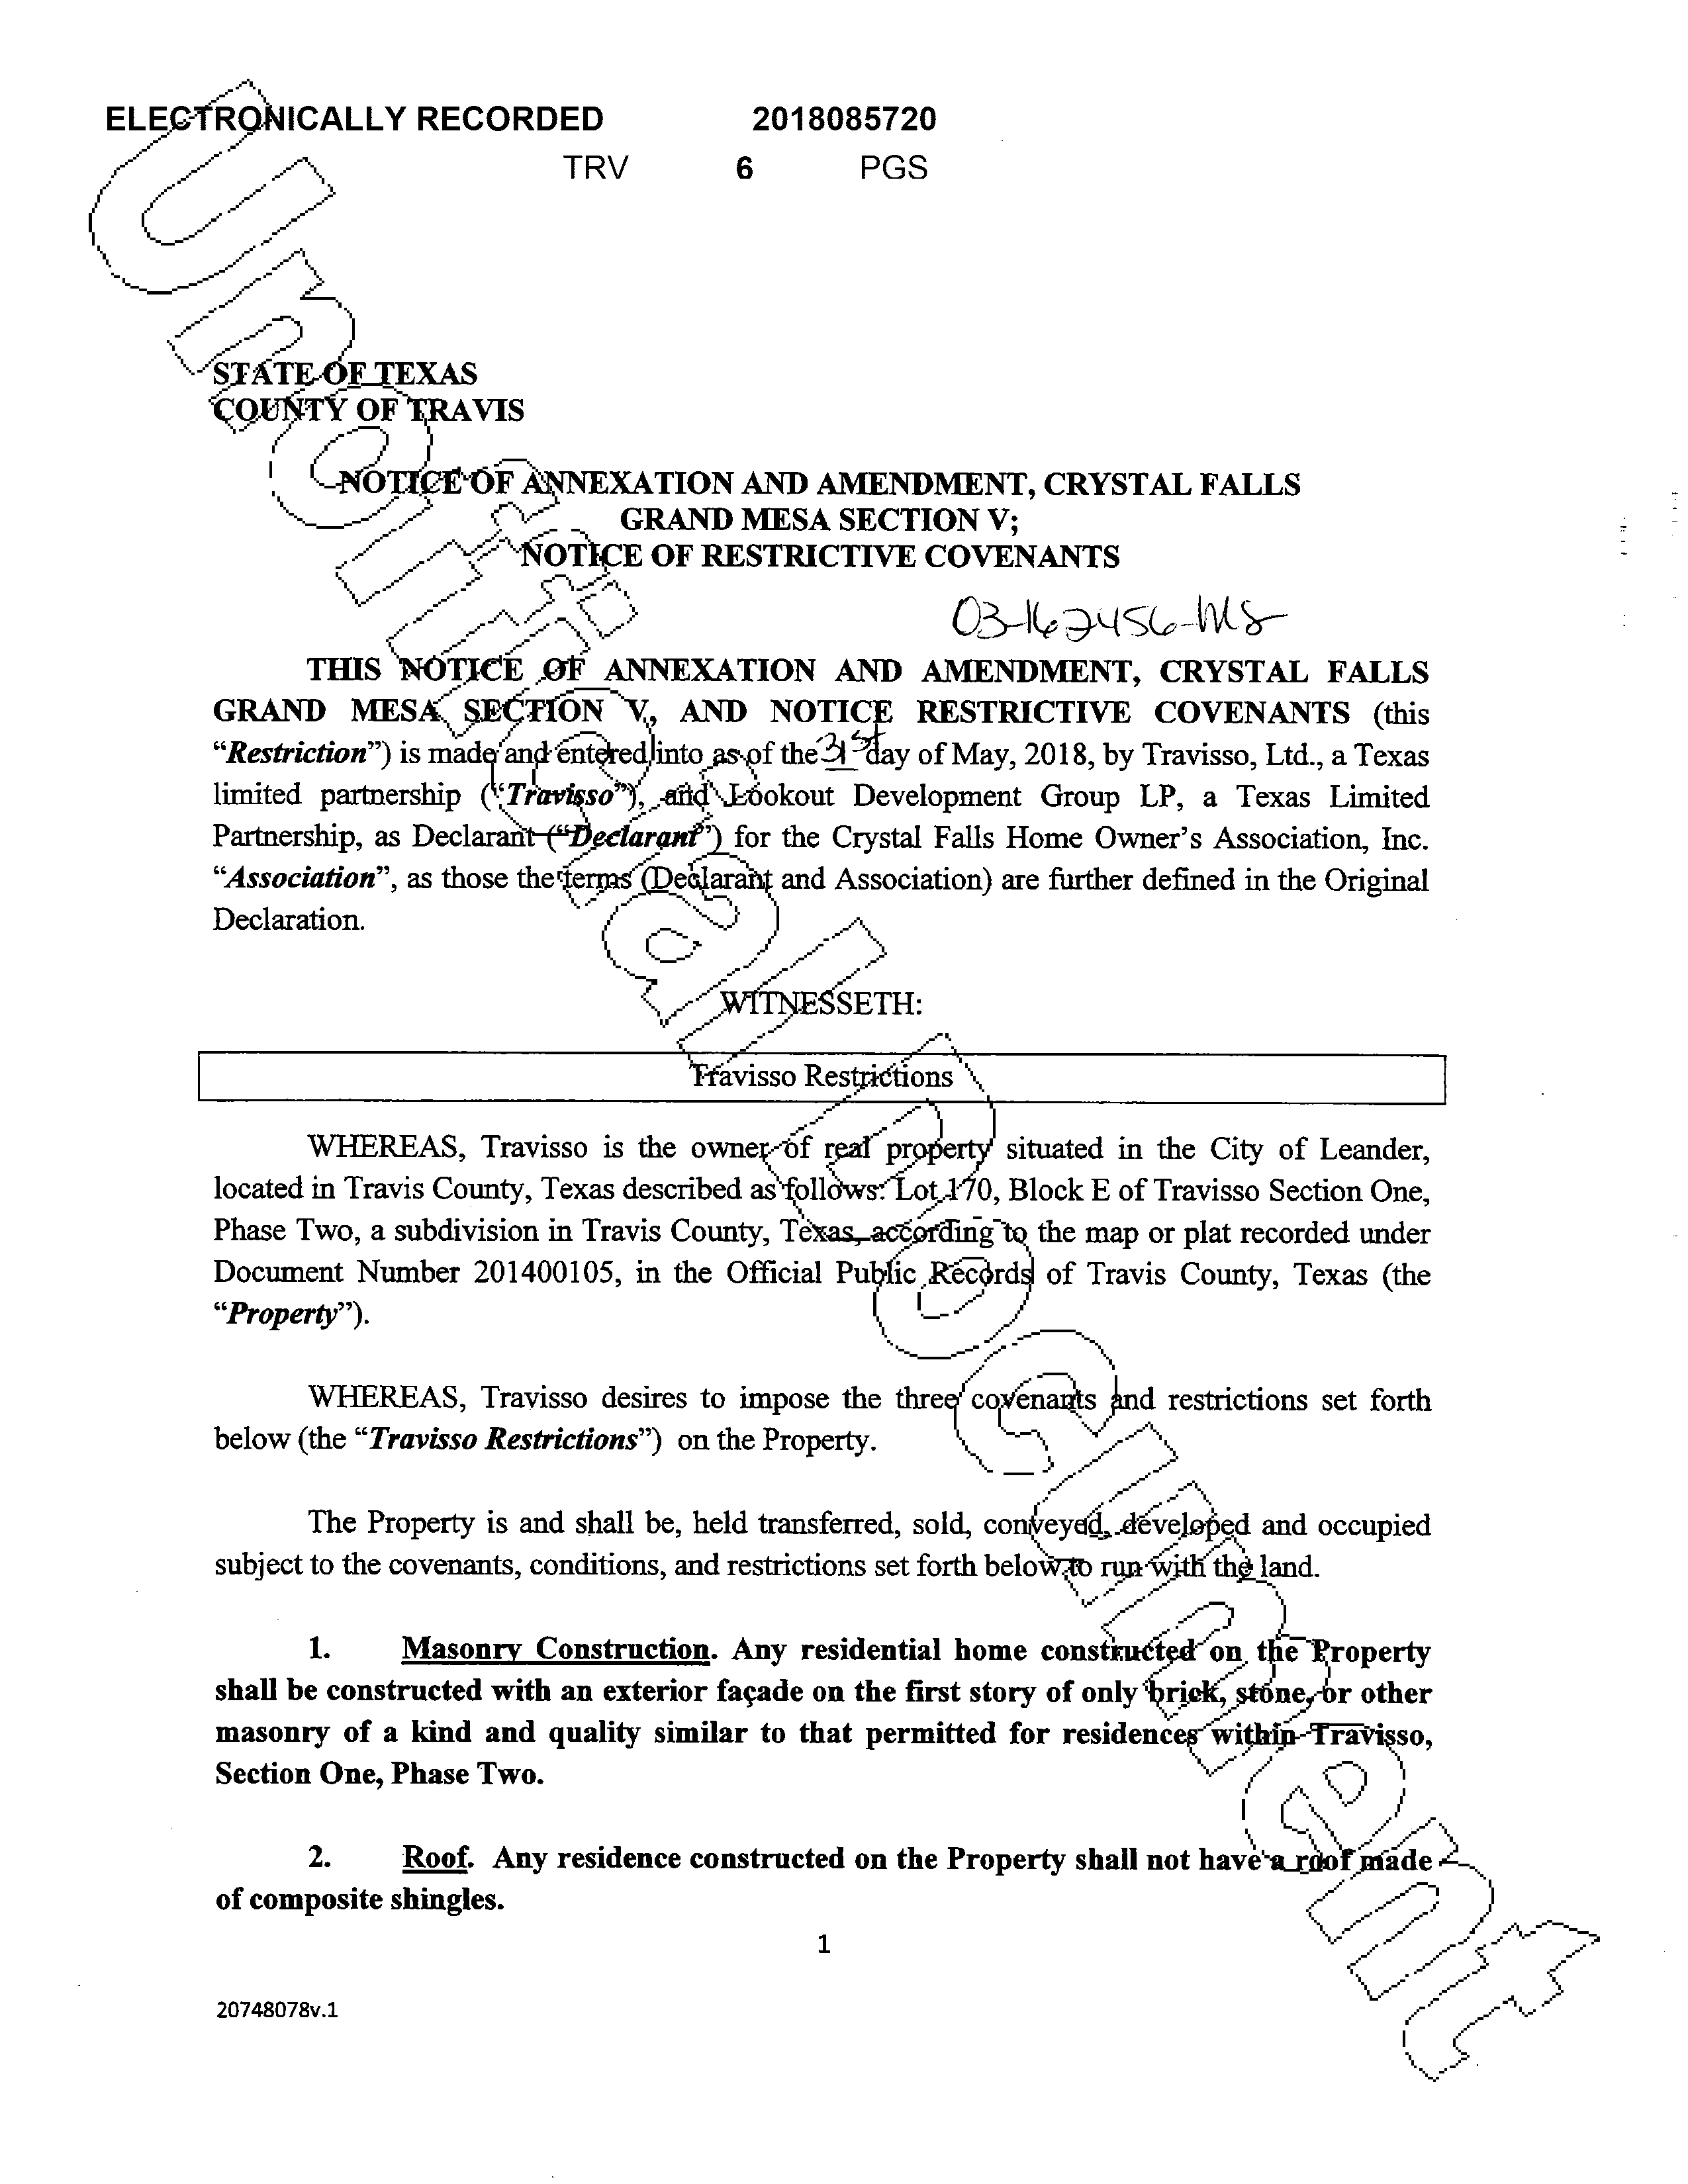 ELECTRONICALLY RECORDED 2018085720
TRV 6 PGS
STATE OF TEXAS
COUNTY OF TRAVIS
NOTICE OF ANNEXATION AND AMENDMENT, CRYSTAL FALLS
GRAND MESA SECTION V;
NOTICE OF RESTRICTIVE COVENANTS
03-162456-MS
THIS NOTICE OF ANNEXATION AND AMENDMENT, CRYSTAL FALLS
GRAND MESA SECTION V, AND NOTICE RESTRICTIVE COVENANTS (this
“Restriction”) is made and entered into as of the 31st day of May, 2018, by Travisso, Ltd., a Texas
limited partnership (“Travisso”), and Lookout Development Group LP, a Texas Limited
Partnership, as Declarant (“Declarant”) for the Crystal Falls Home Owner’s Association, Inc.
“Association”, as those the terms (Declarant and Association) are further defined in the Original
Declaration.
WITNESSETH:
Travisso Restrictions
WHEREAS, Travisso is the owner of real property situated in the City of Leander,
located in Travis County, Texas described as follows: Lot 170, Block E of Travisso Section One,
Phase Two, a subdivision in Travis County, Texas, according to the map or plat recorded under
Document Number 201400105, in the Official Public Records of Travis County, Texas (the
“Property”).
WHEREAS, Travisso desires to impose the three covenants and restrictions set forth
below (the “Travisso Restrictions”) on the Property.
The Property is and shall be, held transferred, sold, conveyed, developed and occupied
subject to the covenants, conditions, and restrictions set forth below to run with the land.
1. Masonry Construction. Any residential home constructed on the Property
shall be constructed with an exterior façade on the first story of only brick, stone, or other
masonry of a kind and quality similar to that permitted for residences within Travisso,
Section One, Phase Two.
2. Roof. Any residence constructed on the Property shall not have a roof made
of composite shingles.
1
20748078v.1
Unofficial Document